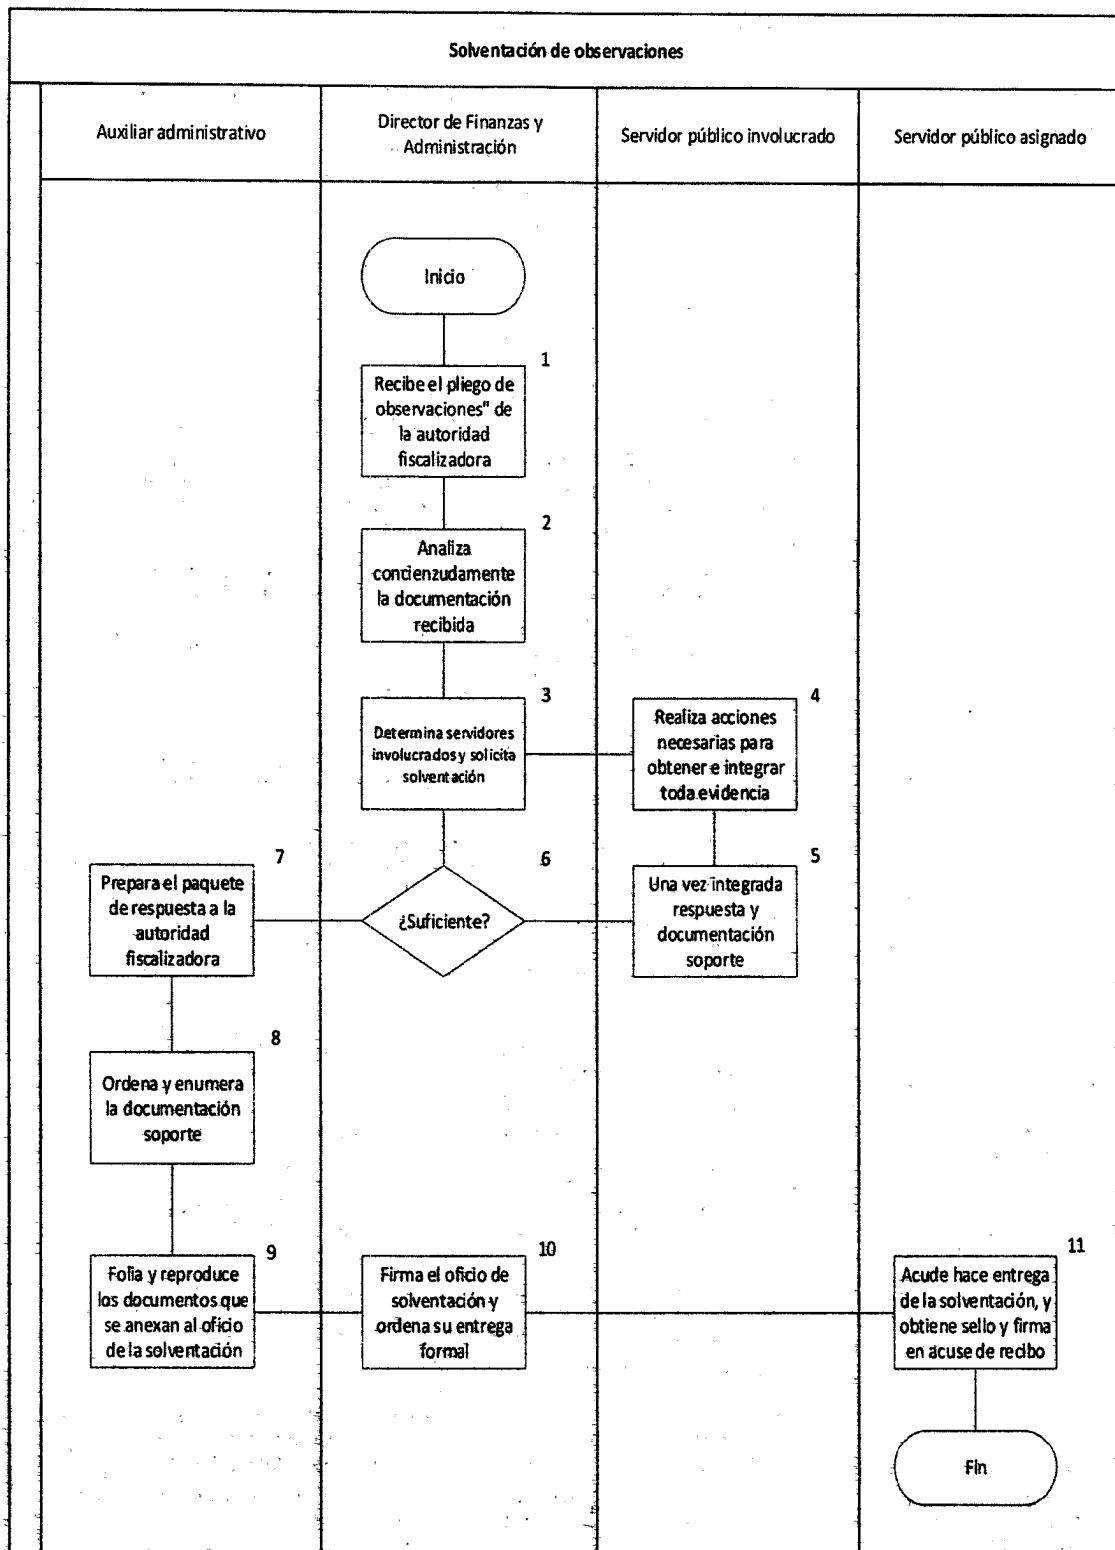 Solventación de observaciones
Auxiliar administrativo
Director de Finanzas y
Administración
Servidor público involucrado
Servidor público asignado
Inicio
1
Recibe el pliego de
observaciones" de
la autoridad
fiscalizadora
2
Analiza
concienzudamente
la documentación
recibida
3
Determina servidores
involucrados y solicita
solventación
4
Realiza acciones
necesarias para
obtener e integrar
toda evidencia
5
Una vez integrada
respuesta y
documentación
soporte
6
¿Suficiente?
7
Prepara el paquete
de respuesta a la
autoridad
fiscalizadora
8
Ordena y enumera
la documentación
soporte
9
Folia y reproduce
los documentos que
se anexan al oficio
de la solventación
10
Firma el oficio de
solventación y
ordena su entrega
formal
11
Acude hace entrega
de la solventación, y
obtiene sello y firma
en acuse de recibo
Fin